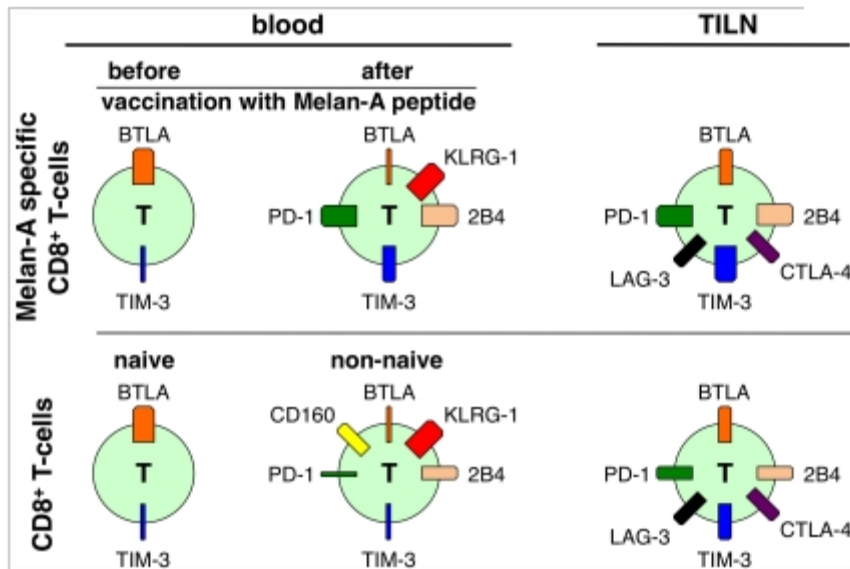 blood
TILN
before
after
vaccination with Melan-A peptide
Melan-A specific
CD8+ T-cells
BTLA
T
TIM-3
BTLA
KLRG-1
PD-1
T
2B4
TIM-3
BTLA
PD-1
T
2B4
LAG-3
CTLA-4
TIM-3
naive
non-naive
CD8+ T-cells
BTLA
T
TIM-3
BTLA
CD160
KLRG-1
PD-1
T
2B4
TIM-3
BTLA
PD-1
T
2B4
LAG-3
CTLA-4
TIM-3